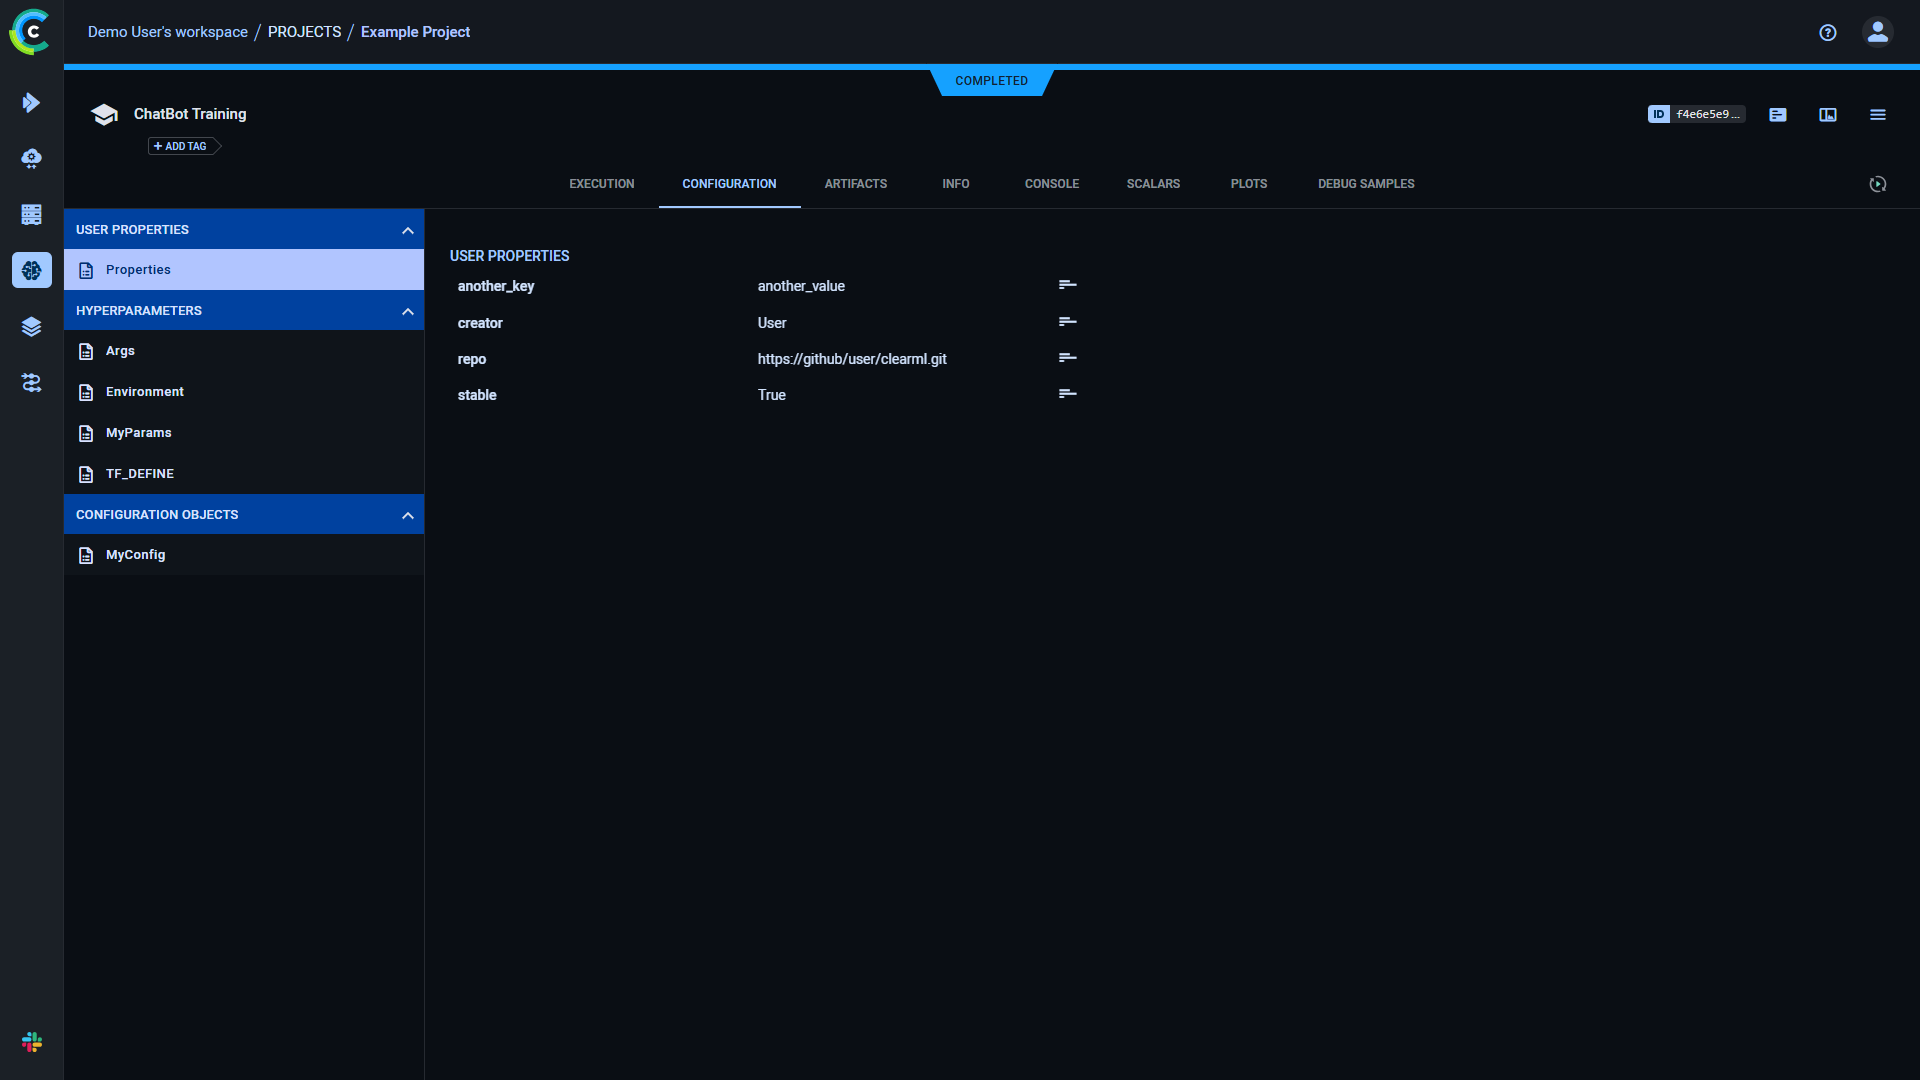 Demo User's workspace / PROJECTS / Example Project
COMPLETED
ChatBot Training
ID f4e6e5e9...
+ ADD TAG
EXECUTION CONFIGURATION ARTIFACTS INFO CONSOLE SCALARS PLOTS DEBUG SAMPLES
USER PROPERTIES
Properties
HYPERPARAMETERS
Args
Environment
MyParams
TF_DEFINE
CONFIGURATION OBJECTS
MyConfig
USER PROPERTIES
another_key another_value
creator User
repo https://github/user/clearml.git
stable True